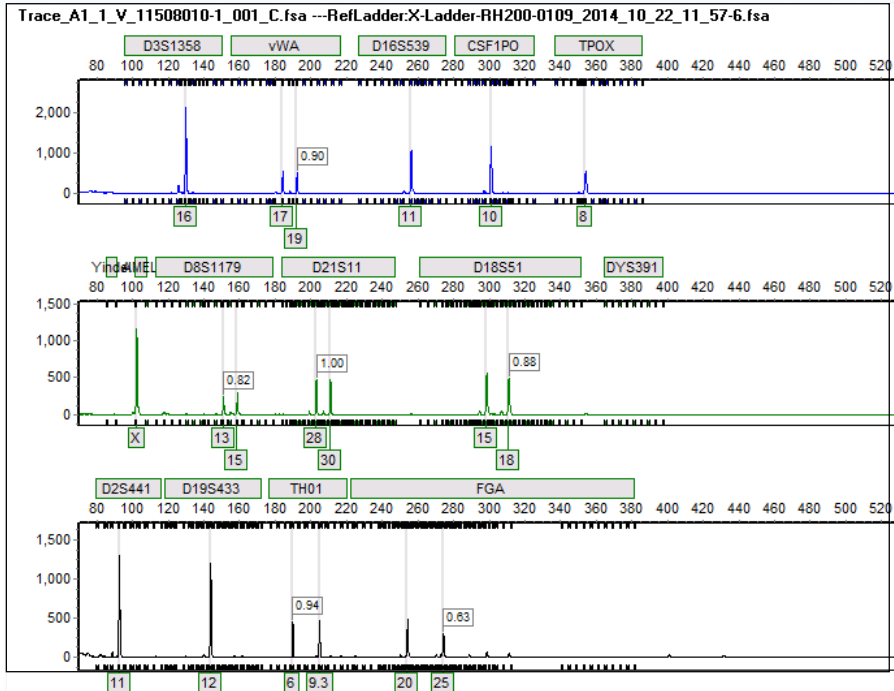 Trace_A1_1_V_11508010-1_001_C.fsa ---RefLadder:X-Ladder-RH200-0109_2014_10_22_11_57-6.fsa
D3S1358 vWA D16S539 CSF1PO TPOX
80 100 120 140 160 180 200 220 240 260 280 300 320 340 360 380 400 420 440 460 480 500 520
2,000
1,000
0
0.90
16 17 11 10 8
19
Yindel AMEL D8S1179 D21S11 D18S51 DYS391
80 100 120 140 160 180 200 220 240 260 280 300 320 340 360 380 400 420 440 460 480 500 520
1,500
1,000
500
0
0.82 1.00 0.88
X 13 28 15
15 30 18
D2S441 D19S433 TH01 FGA
80 100 120 140 160 180 200 220 240 260 280 300 320 340 360 380 400 420 440 460 480 500 520
1,500
1,000
500
0
0.94 0.63
11 12 6 9.3 20 25